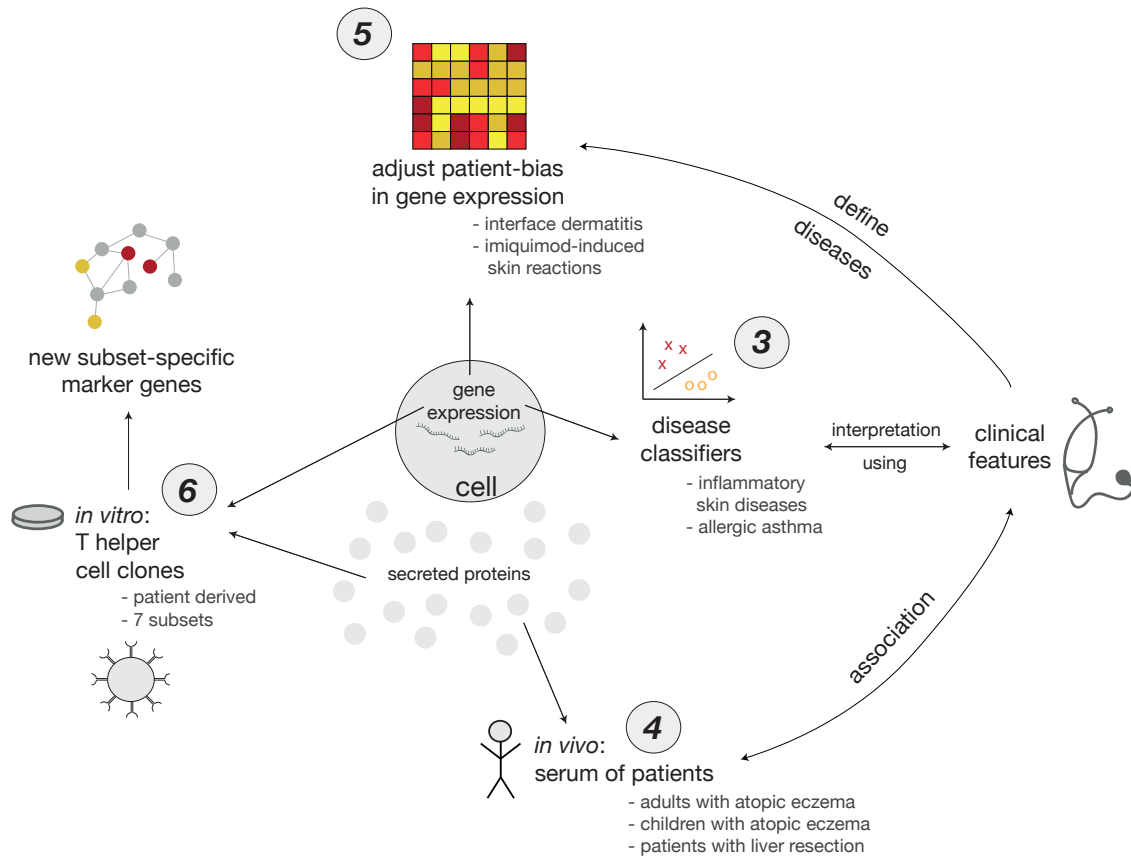 5
adjust patient-bias
in gene expression
- interface dermatitis
- imiquimod-induced
skin reactions
define
diseases
new subset-specific
marker genes
gene
expression
cell
x x
x
o
o o
3
disease
classifiers
- inflammatory
skin diseases
- allergic asthma
interpretation
using
clinical
features
6
in vitro:
T helper
cell clones
- patient derived
- 7 subsets
secreted proteins
association
4
in vivo:
serum of patients
- adults with atopic eczema
- children with atopic eczema
- patients with liver resection